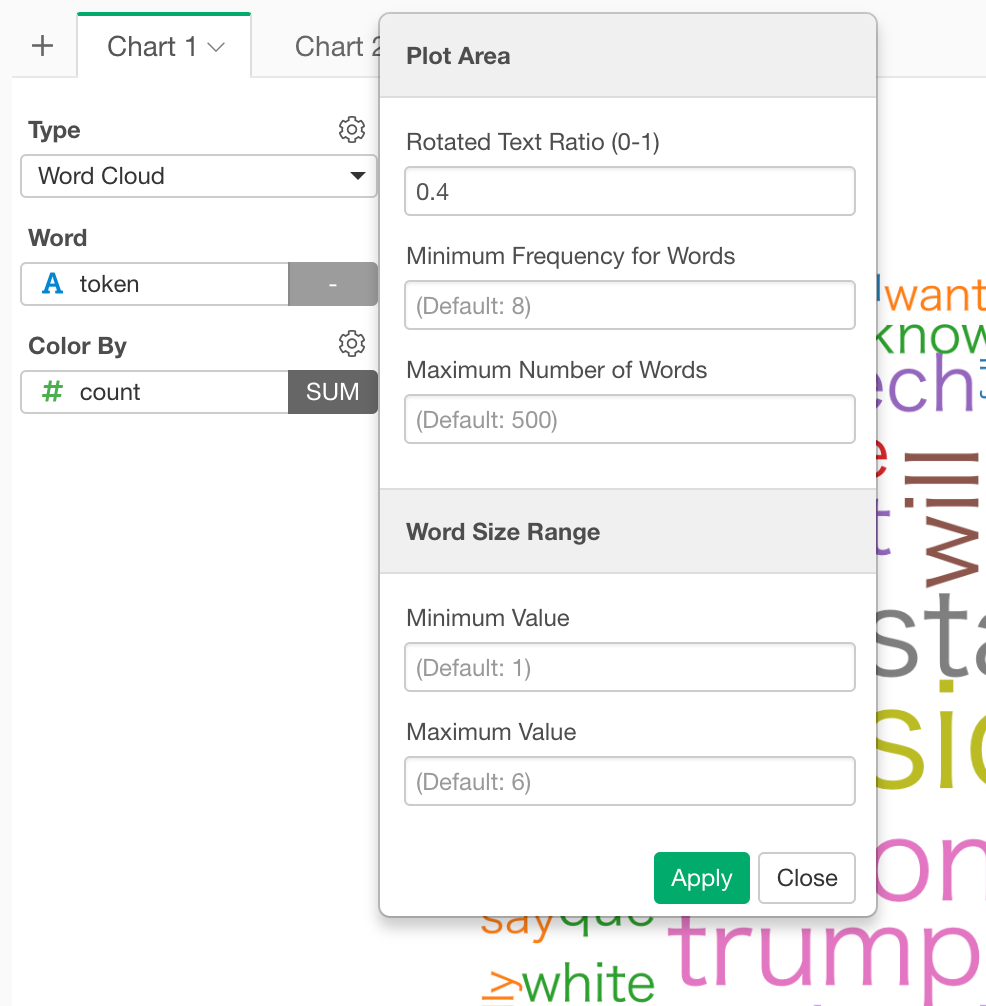 + Chart 1 Chart 2
Plot Area
Type
Rotated Text Ratio (0-1)
Word Cloud
0.4
Word
Minimum Frequency for Words
A token -
(Default: 8)
want
Color By
know
Maximum Number of Words
# count SUM
ech
(Default: 500)
will
Word Size Range
sta
Minimum Value
(Default: 1)
sid
Maximum Value
(Default: 6)
Apply Close
on
say que
trump
white